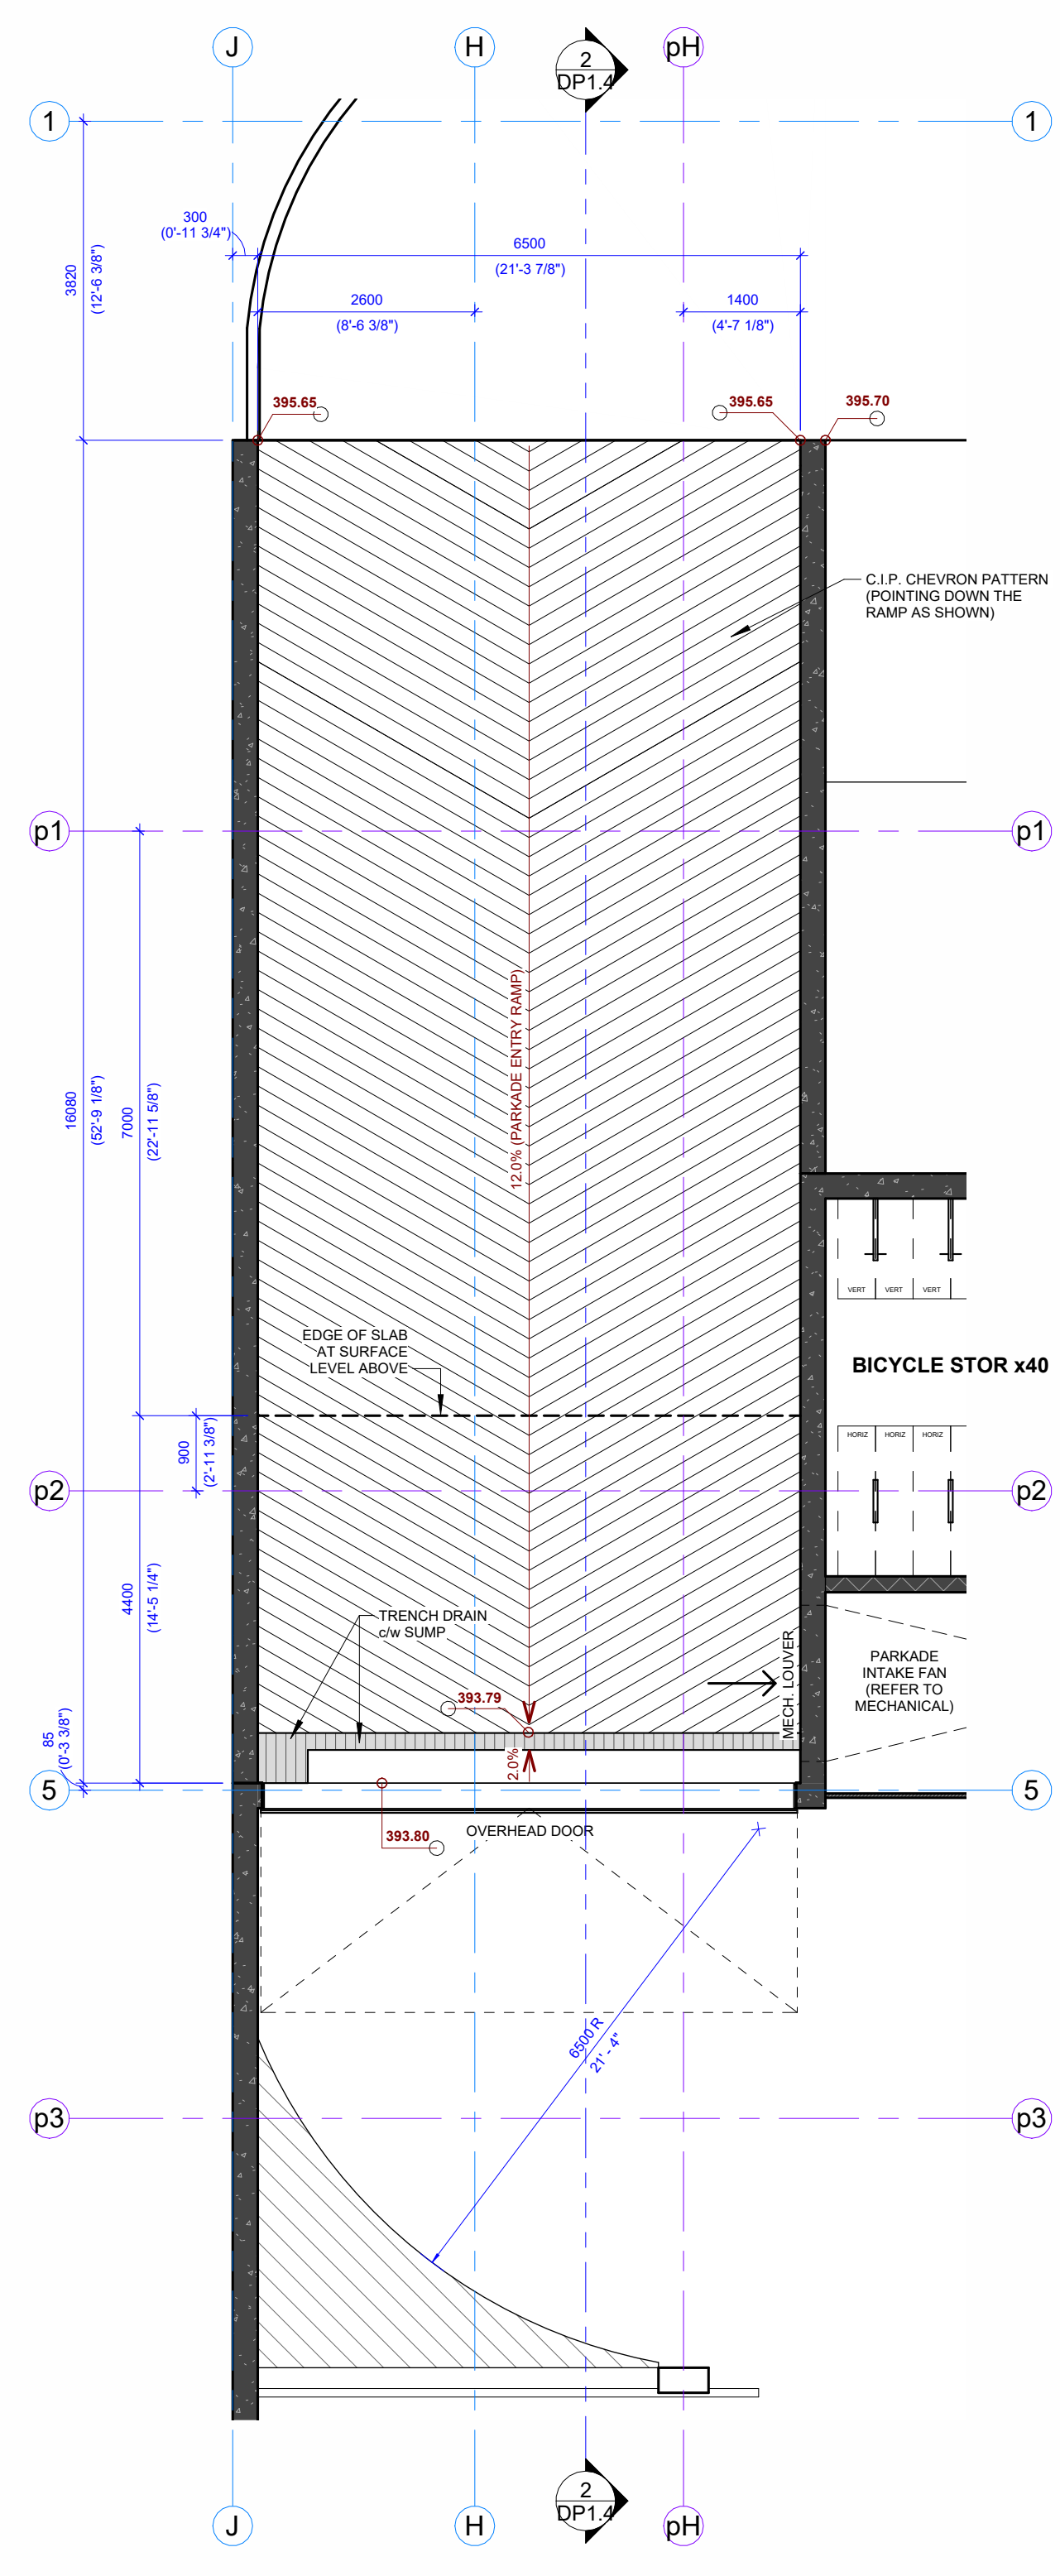 J
H
2
DP1.4
pH
1
1
300
(0'-11 3/4")
6500
(21'-3 7/8")
3820
(12'-6 3/8")
2600
(8'-6 3/8")
1400
(4'-7 1/8")
395.65
395.65
395.70
C.I.P. CHEVRON PATTERN
(POINTING DOWN THE
RAMP AS SHOWN)
p1
p1
12.0% (PARKADE ENTRY RAMP)
16080
(52'-9 1/8")
7000
(22'-11 5/8")
VERT
VERT
VERT
EDGE OF SLAB
AT SURFACE
LEVEL ABOVE
BICYCLE STOR x40
900
(2'-11 3/8")
HORIZ
HORIZ
HORIZ
p2
p2
4400
(14'-5 1/4")
TRENCH DRAIN
c/w SUMP
MECH. LOUVER
PARKADE
INTAKE FAN
(REFER TO
MECHANICAL)
393.79
2.0%
85
(0'-3 3/8")
5
5
OVERHEAD DOOR
393.80
6500 R
21' - 4"
p3
p3
J
H
2
DP1.4
pH